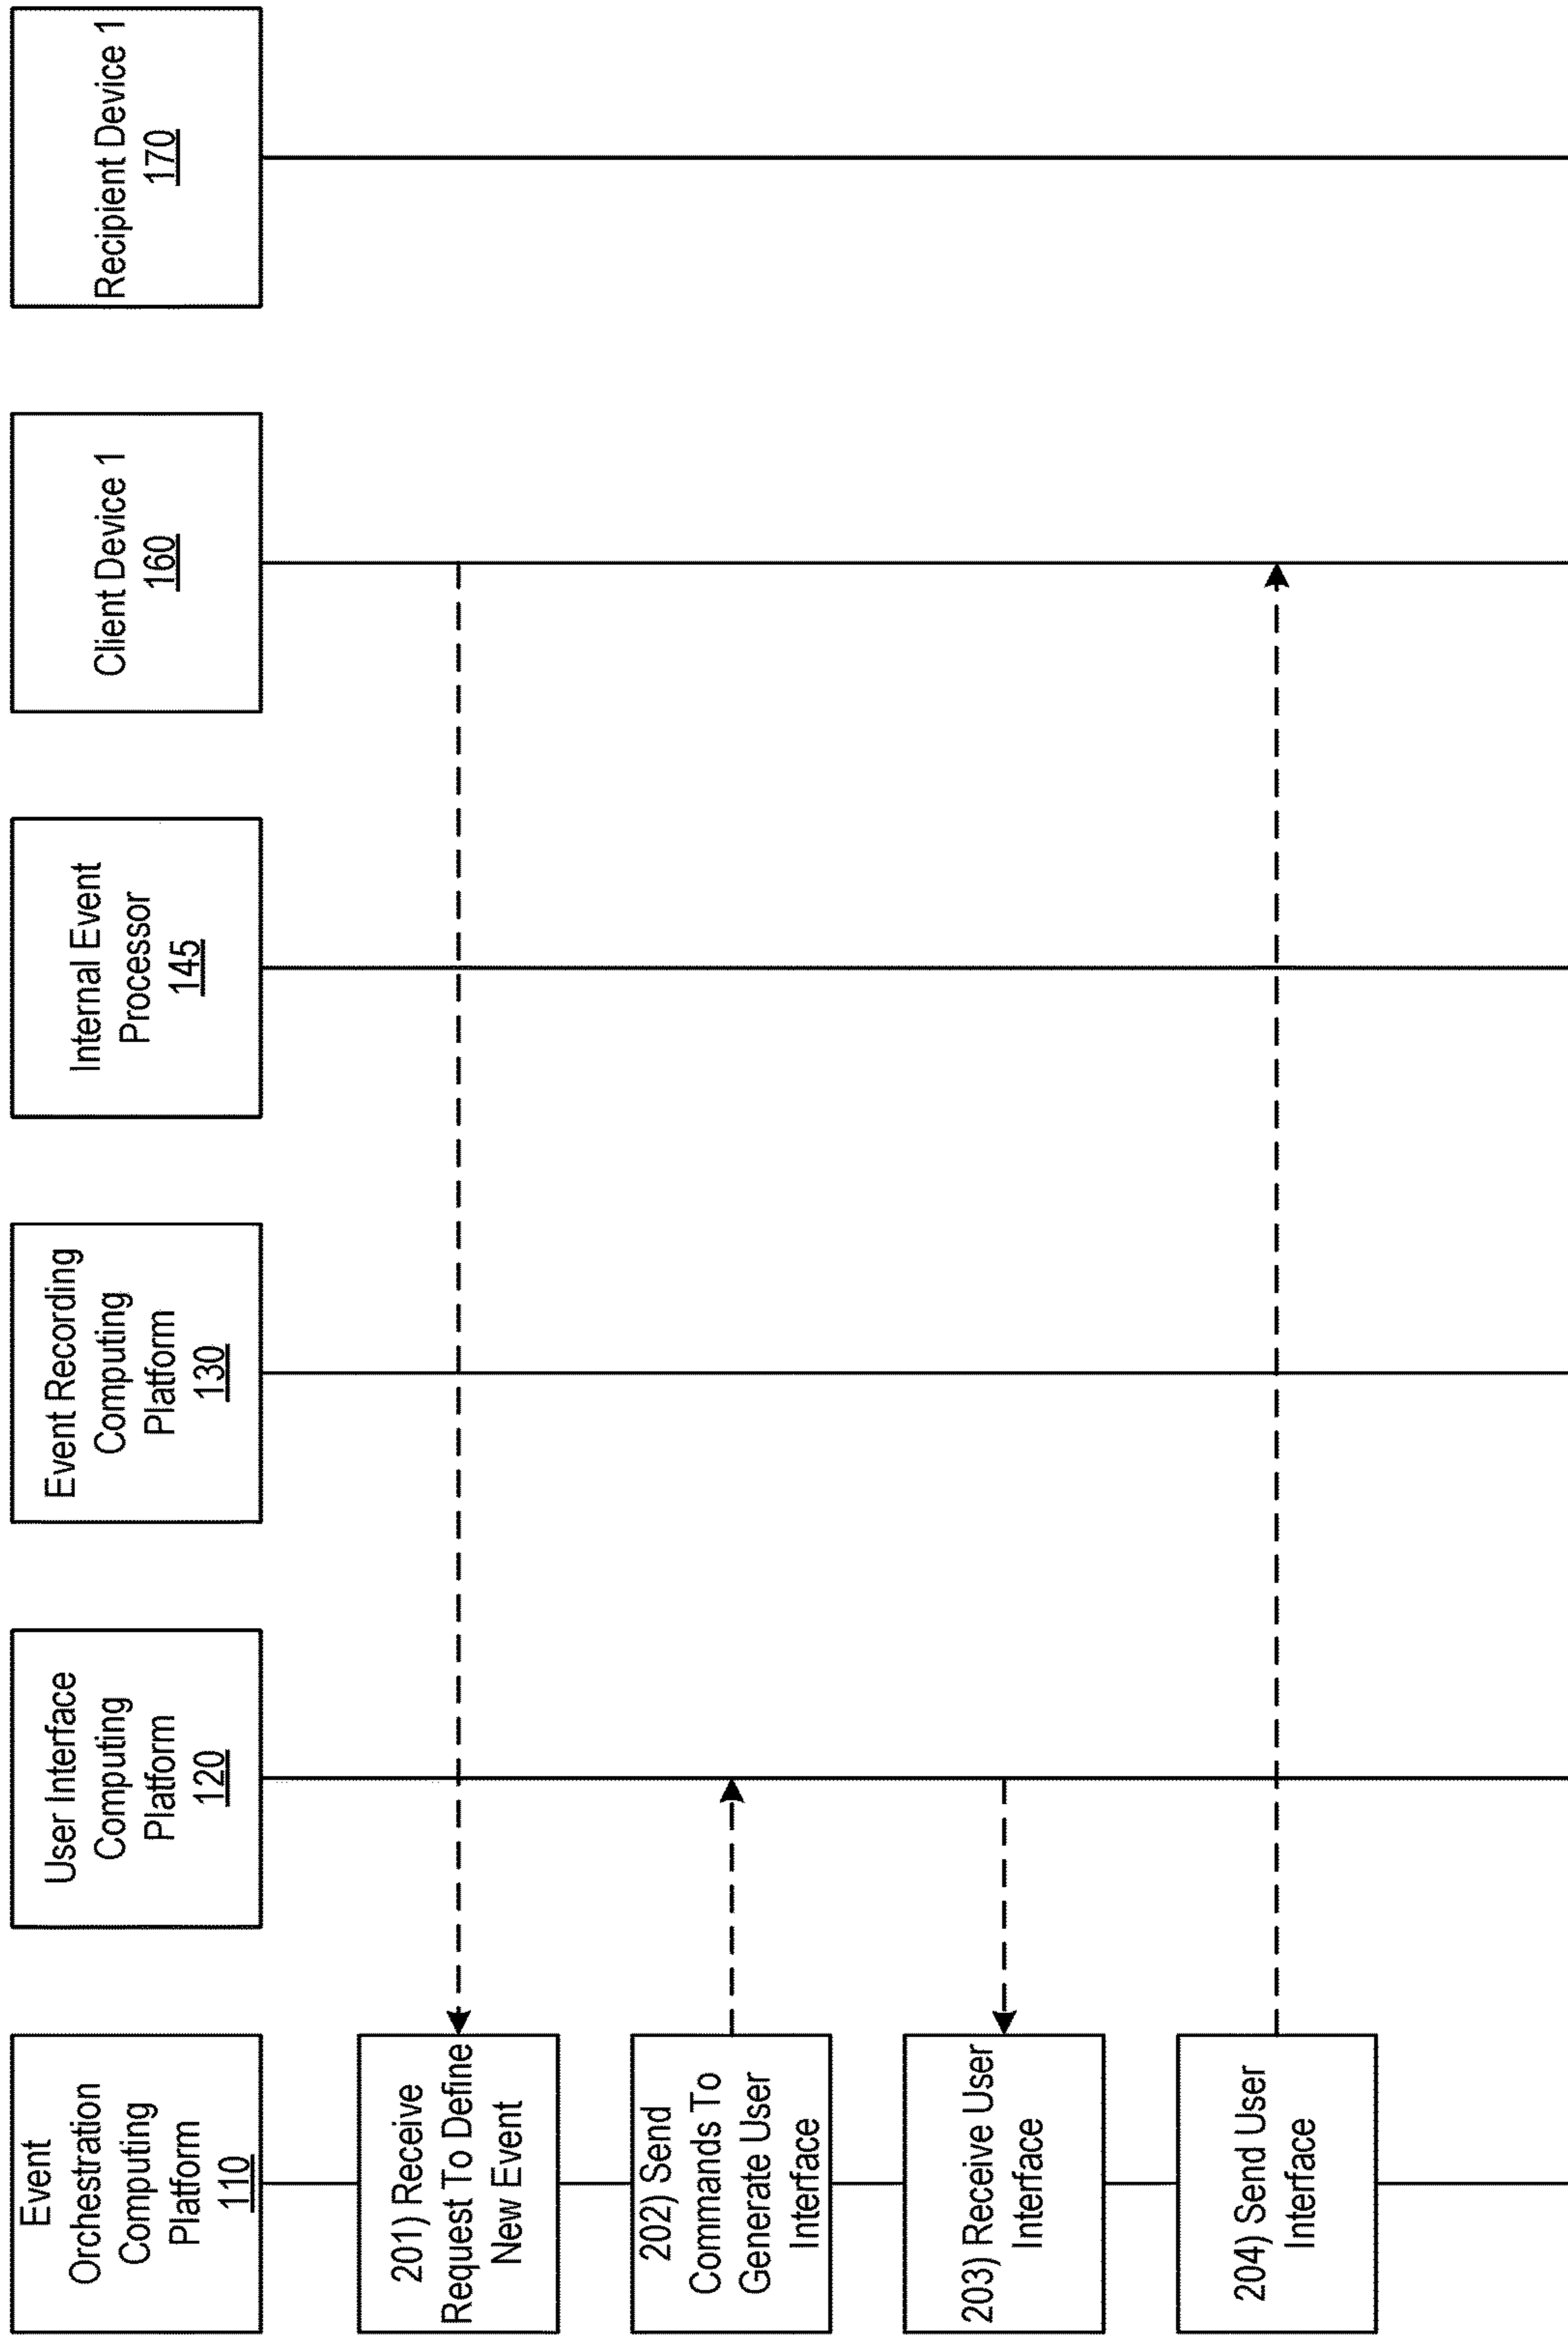 Event
Orchestration
Computing
Platform
110
User Interface
Computing
Platform
120
Event Recording
Computing
Platform
130
Internal Event
Processor
145
Client Device 1
160
Recipient Device 1
170
201) Receive
Request To Define
New Event
202) Send
Commands To
Generate User
Interface
203) Receive User
Interface
204) Send User
Interface